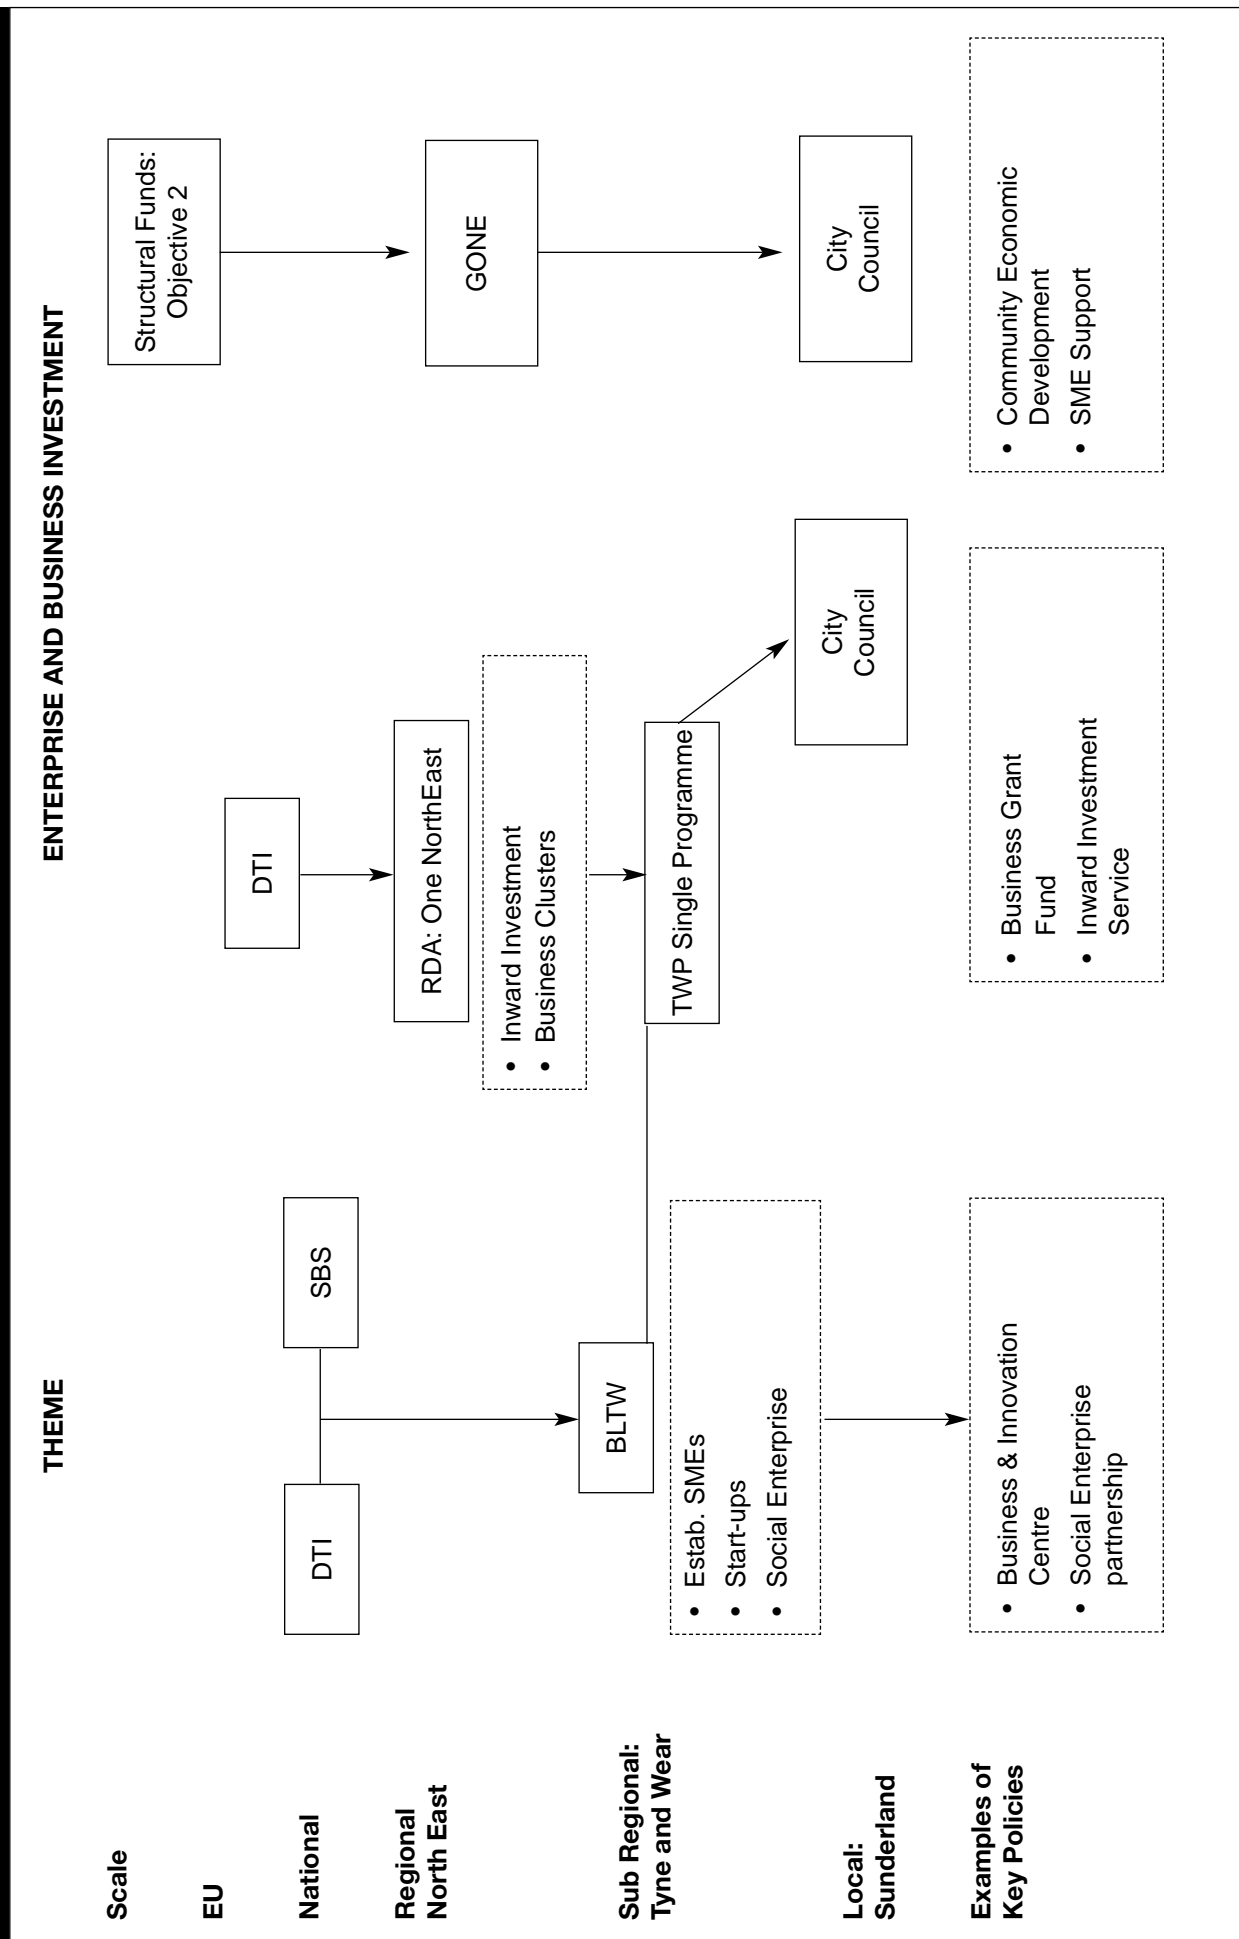 THEME
ENTERPRISE AND BUSINESS INVESTMENT
Scale
EU
Structural Funds:
Objective 2
National
DTI
SBS
DTI
Regional
North East
RDA: One NorthEast
GONE
• Inward Investment
• Business Clusters
Sub Regional:
Tyne and Wear
BLTW
TWP Single Programme
• Estab. SMEs
• Start-ups
• Social Enterprise
Local:
Sunderland
City
Council
City
Council
Examples of
Key Policies
• Business & Innovation
Centre
• Social Enterprise
partnership
• Business Grant
Fund
• Inward Investment
Service
• Community Economic
Development
• SME Support